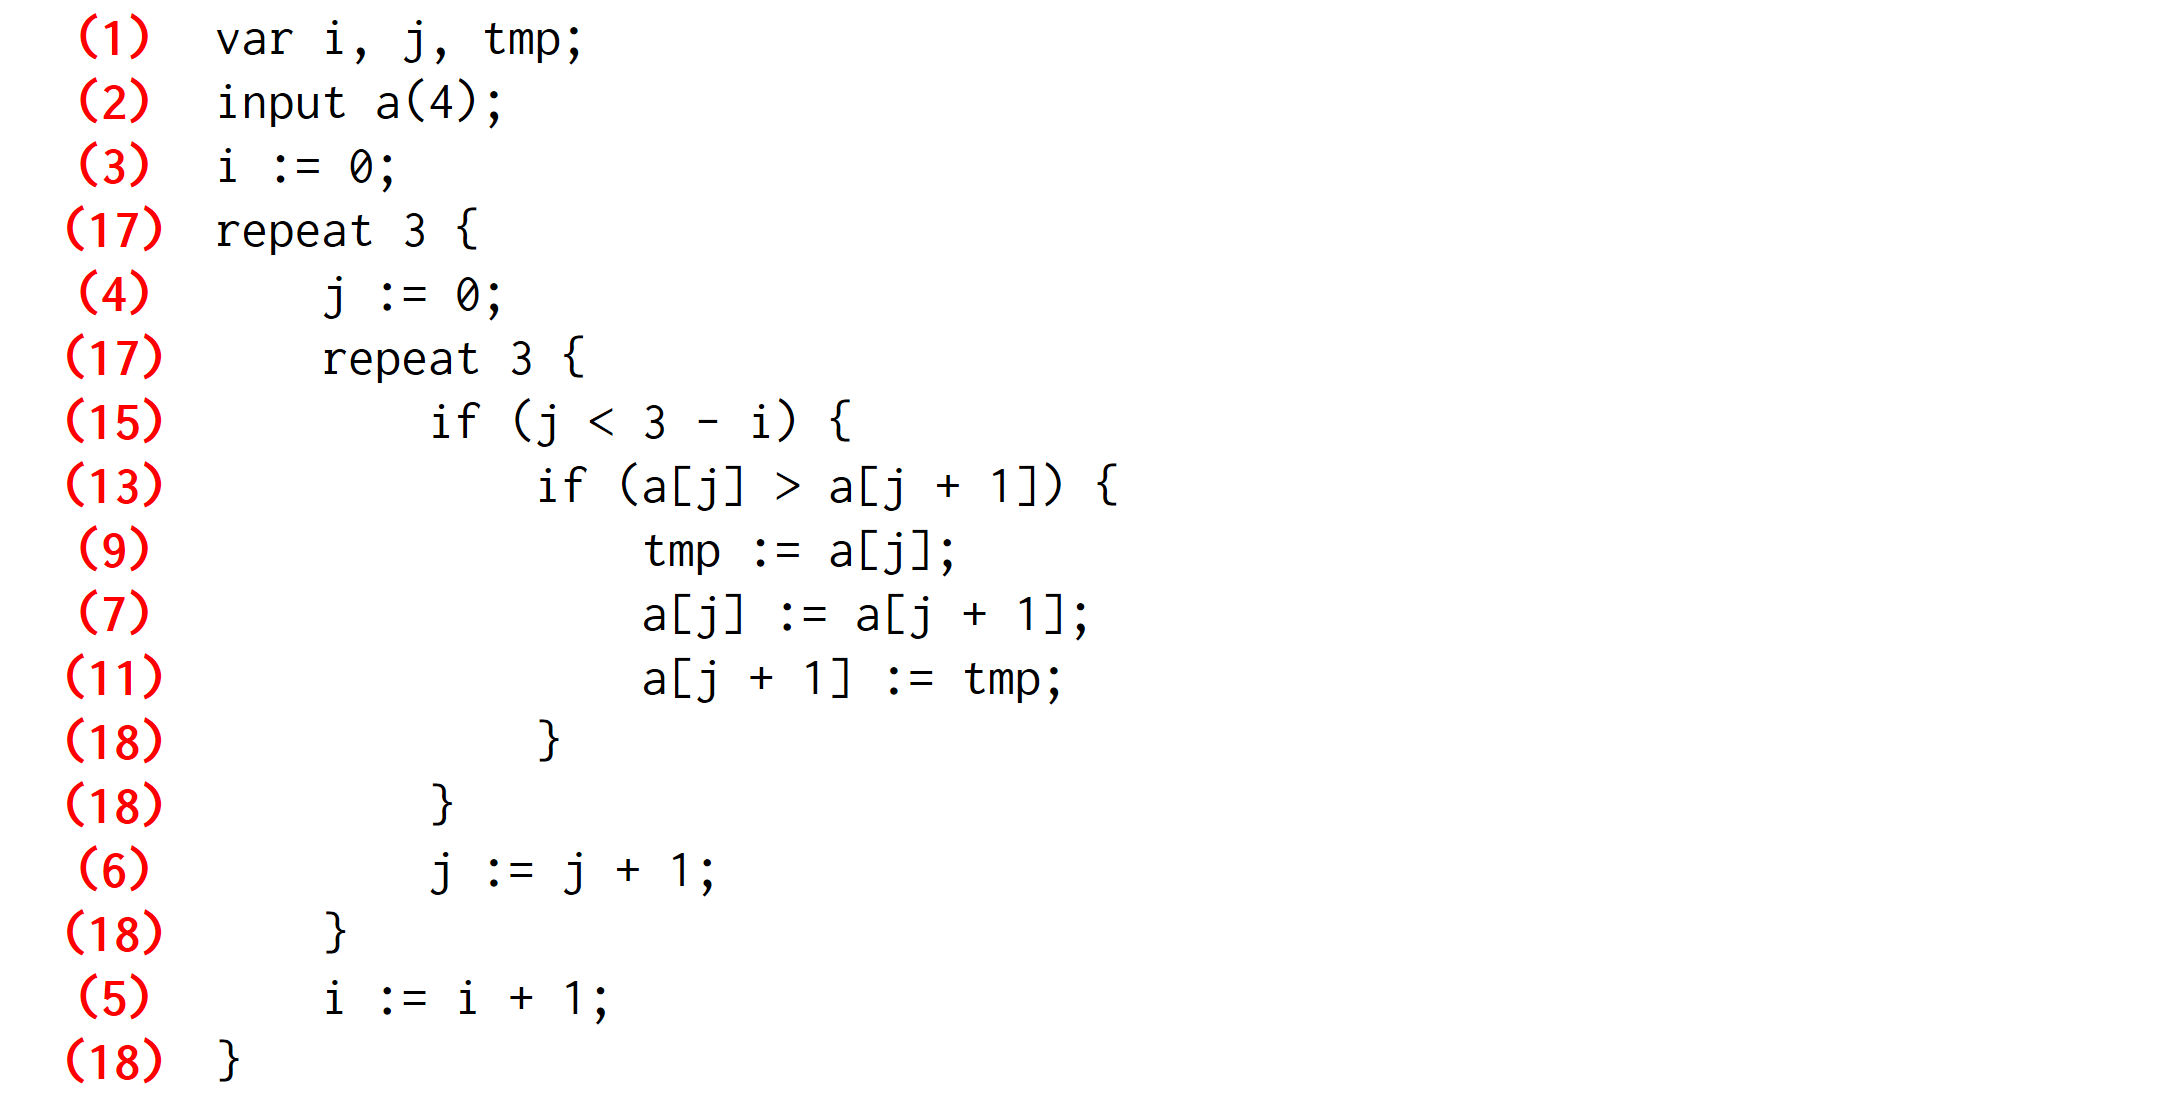 (1) var i, j, tmp;
(2) input a(4);
(3) i := 0;
(17) repeat 3 {
(4) j := 0;
(17) repeat 3 {
(15) if (j < 3 - i) {
(13) if (a[j] > a[j + 1]) {
(9) tmp := a[j];
(7) a[j] := a[j + 1];
(11) a[j + 1] := tmp;
(18) }
(18) }
(6) j := j + 1;
(18) }
(5) i := i + 1;
(18) }